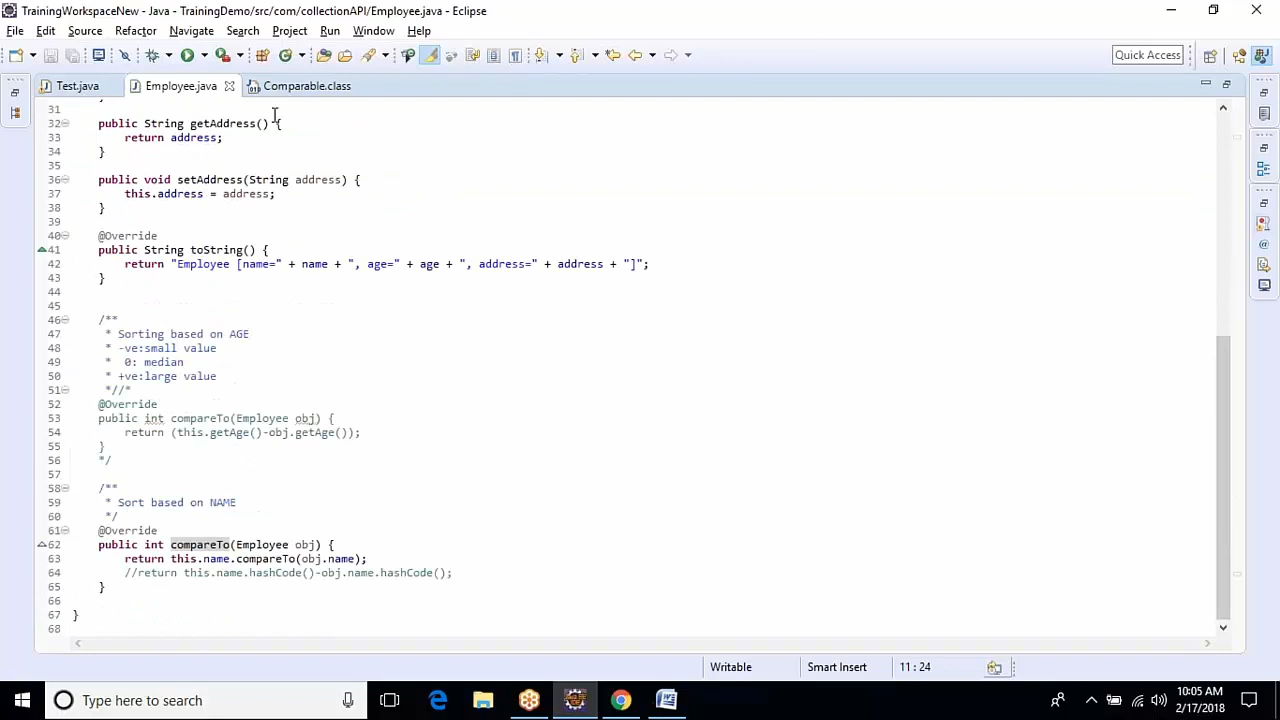 TrainingWorkspaceNew - Java - TrainingDemo/src/com/collectionAPI/Employee.java - Eclipse
File Edit Source Refactor Navigate Search Project Run Window Help
Quick Access
Test.java Employee.java Comparable.class
31
32 public String getAddress() {
33 return address;
34 }
35
36 public void setAddress(String address) {
37 this.address = address;
38 }
39
40 @Override
41 public String toString() {
42 return "Employee [name=" + name + ", age=" + age + ", address=" + address + "]";
43 }
44
45
46 /**
47 * Sorting based on AGE
48 * -ve:small value
49 * 0: median
50 * +ve:large value
51 *//*
52 @Override
53 public int compareTo(Employee obj) {
54 return (this.getAge()-obj.getAge());
55 }
56 */
57
58 /**
59 * Sort based on NAME
60 */
61 @Override
62 public int compareTo(Employee obj) {
63 return this.name.compareTo(obj.name);
64 //return this.name.hashCode()-obj.name.hashCode();
65 }
66
67 }
68
Writable Smart Insert 11 : 24
Type here to search
10:05 AM
2/17/2018